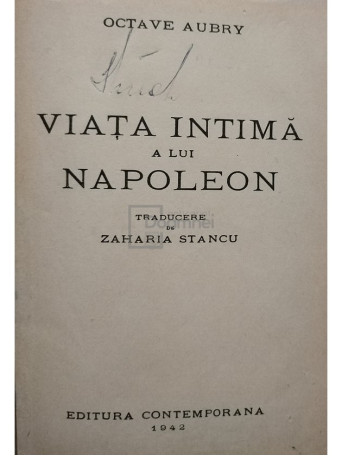 OCTAVE AUBRY
VIAȚA INTIMĂ
A LUI
NAPOLEON
TRADUCERE
DE
ZAHARIA STANCU
EDITURA CONTEMPORANA
1942